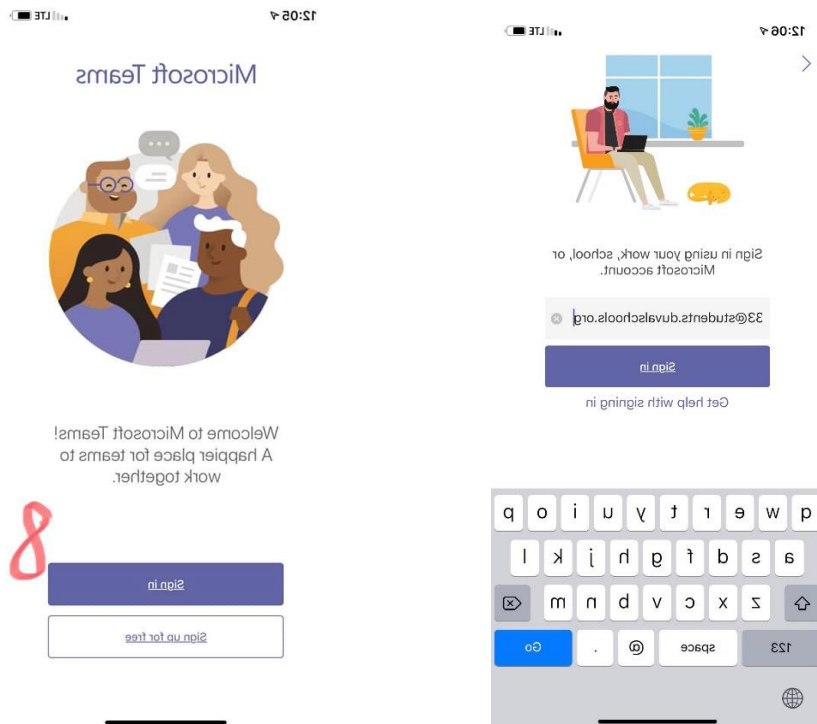 12:05 LTE
Microsoft Teams
Welcome to Microsoft Teams!
A happier place for teams to
work together.
8
Sign in
Sign up for free
12:06 LTE
Sign in using your work, school, or
Microsoft account.
33@students.duvalschools.org
Sign in
Get help with signing in
q w e r t y u i o p
a s d f g h j k l
z x c v b n m
123 space @ . Go